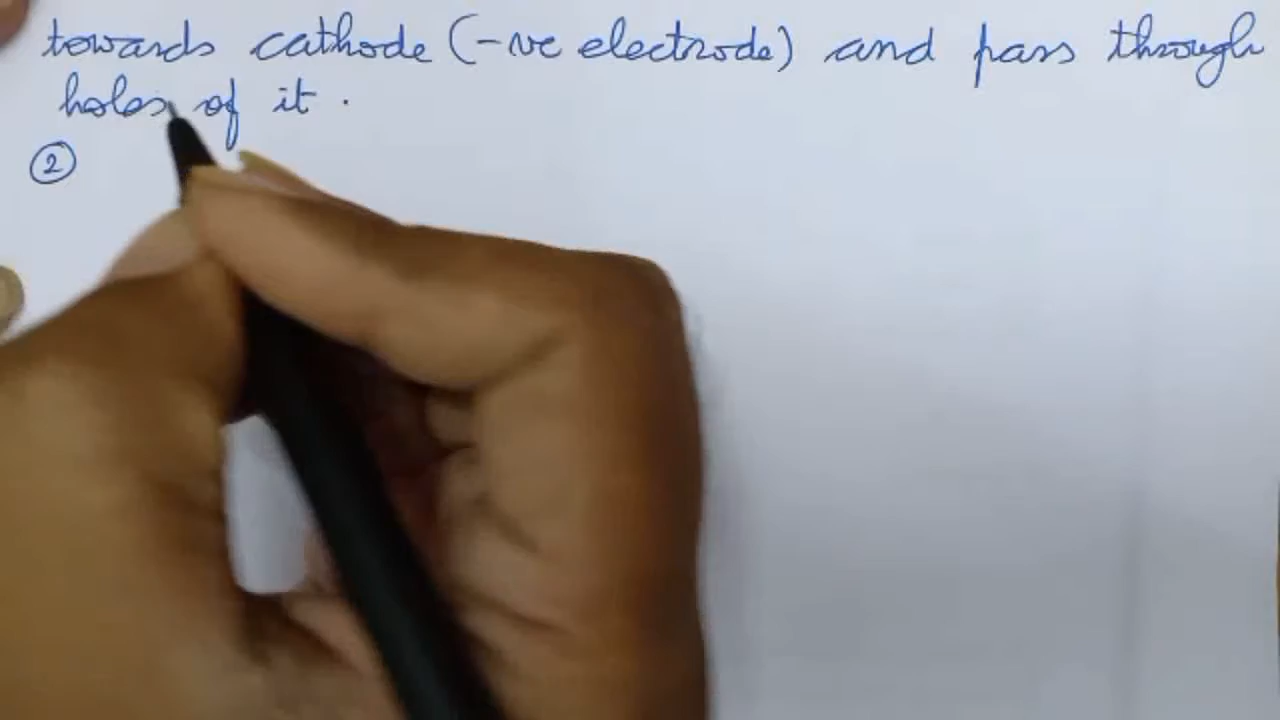 towards cathode (-ve electrode) and pass through
holes of it .
②